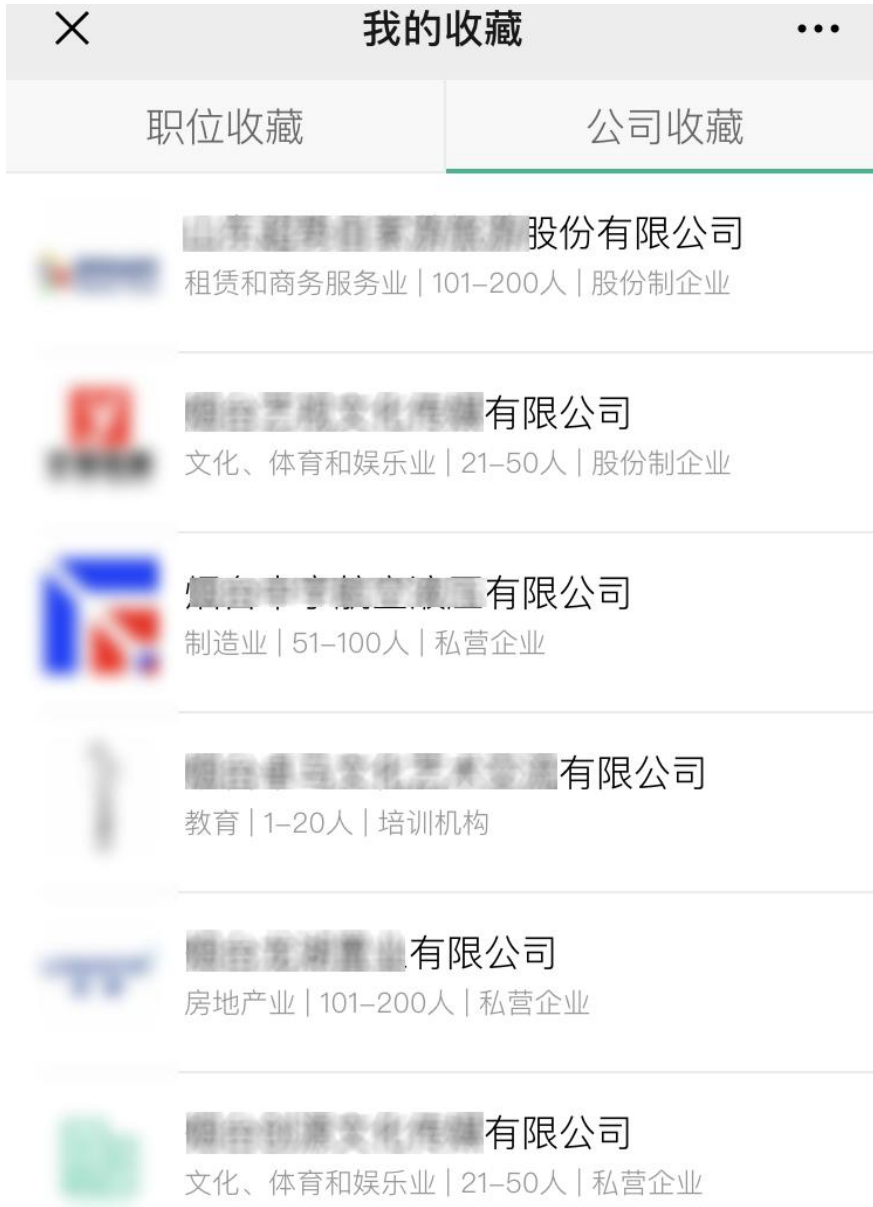 我的收藏
职位收藏
公司收藏
股份有限公司
租赁和商务服务业 | 101-200人 | 股份制企业
有限公司
文化、体育和娱乐业 | 21-50人 | 股份制企业
有限公司
制造业 | 51-100人 | 私营企业
有限公司
教育 | 1-20人 | 培训机构
有限公司
房地产业 | 101-200人 | 私营企业
有限公司
文化、体育和娱乐业 | 21-50人 | 私营企业